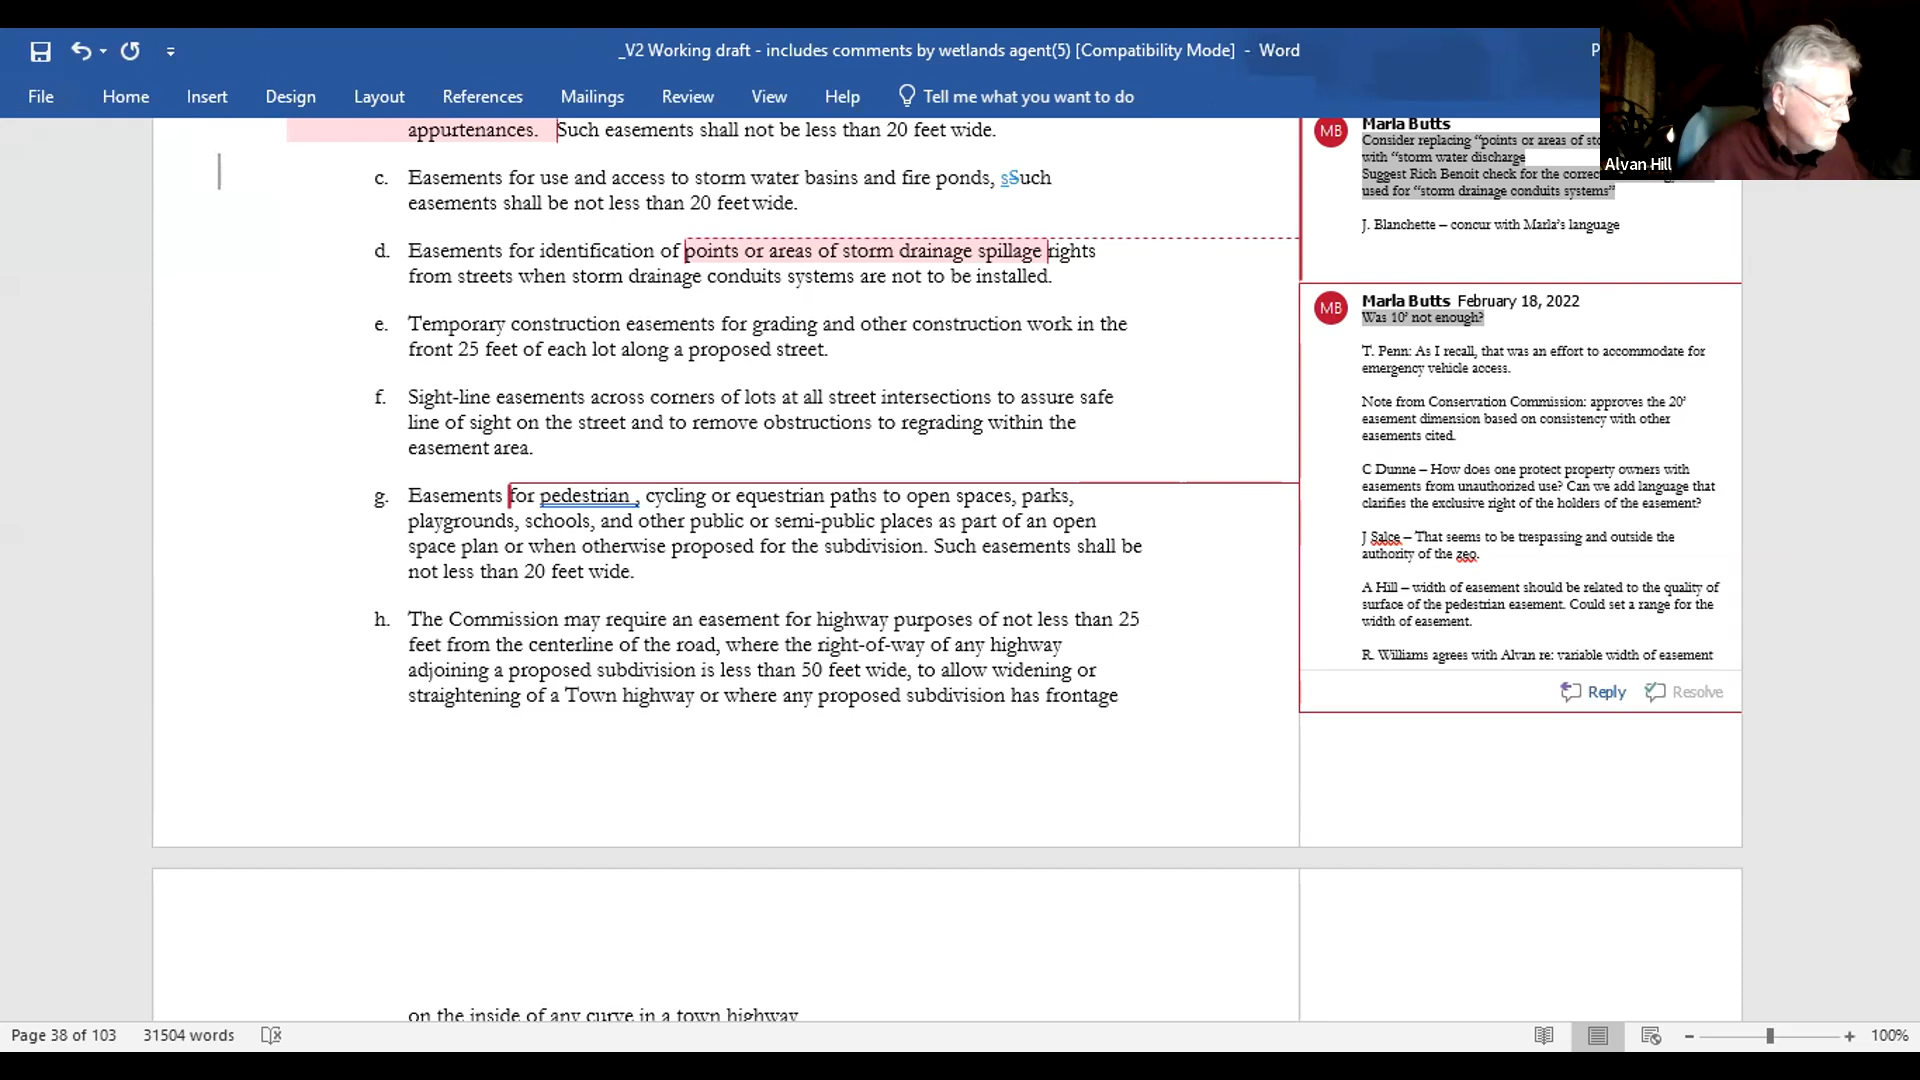 _V2 Working draft - includes comments by wetlands agent(5) [Compatibility Mode] - Word
P
File Home Insert Design Layout References Mailings Review View Help Tell me what you want to do
appurtenances. Such easements shall not be less than 20 feet wide.
c. Easements for use and access to storm water basins and fire ponds, sSuch
easements shall be not less than 20 feet wide.
d. Easements for identification of points or areas of storm drainage spillage rights
from streets when storm drainage conduits systems are not to be installed.
e. Temporary construction easements for grading and other construction work in the
front 25 feet of each lot along a proposed street.
f. Sight-line easements across corners of lots at all street intersections to assure safe
line of sight on the street and to remove obstructions to regrading within the
easement area.
g. Easements for pedestrian , cycling or equestrian paths to open spaces, parks,
playgrounds, schools, and other public or semi-public places as part of an open
space plan or when otherwise proposed for the subdivision. Such easements shall be
not less than 20 feet wide.
h. The Commission may require an easement for highway purposes of not less than 25
feet from the centerline of the road, where the right-of-way of any highway
adjoining a proposed subdivision is less than 50 feet wide, to allow widening or
straightening of a Town highway or where any proposed subdivision has frontage
on the inside of any curve in a town highway
MB Marla Butts
Consider replacing “points or areas of
with “storm water discharge
Suggest Rich Benoit check for the
used for “storm drainage conduits systems”
J. Blanchette – concur with Marla’s language
MB Marla Butts February 18, 2022
Was 10’ not enough?
T. Penn: As I recall, that was an effort to accommodate for
emergency vehicle access.
Note from Conservation Commission: approves the 20’
easement dimension based on consistency with other
easements cited.
C Dunne – How does one protect property owners with
easements from unauthorized use? Can we add language that
clarifies the exclusive right of the holders of the easement?
J Salce – That seems to be trespassing and outside the
authority of the zeo.
A Hill – width of easement should be related to the quality of
surface of the pedestrian easement. Could set a range for the
width of easement.
R. Williams agrees with Alvan re: variable width of easement
Reply Resolve
Alvan Hill
Page 38 of 103 31504 words 100%